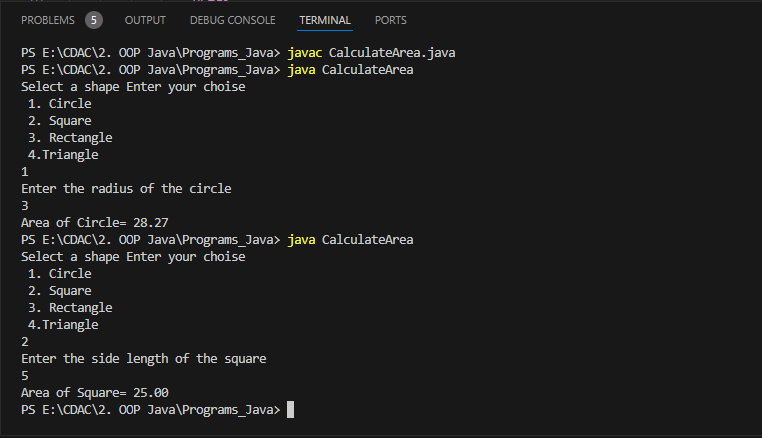 PROBLEMS 5 OUTPUT DEBUG CONSOLE TERMINAL PORTS
PS E:\CDAC\2. OOP Java\Programs_Java> javac CalculateArea.java
PS E:\CDAC\2. OOP Java\Programs_Java> java CalculateArea
Select a shape Enter your choise
 1. Circle
 2. Square
 3. Rectangle
 4.Triangle
1
Enter the radius of the circle
3
Area of Circle= 28.27
PS E:\CDAC\2. OOP Java\Programs_Java> java CalculateArea
Select a shape Enter your choise
 1. Circle
 2. Square
 3. Rectangle
 4.Triangle
2
Enter the side length of the square
5
Area of Square= 25.00
PS E:\CDAC\2. OOP Java\Programs_Java>